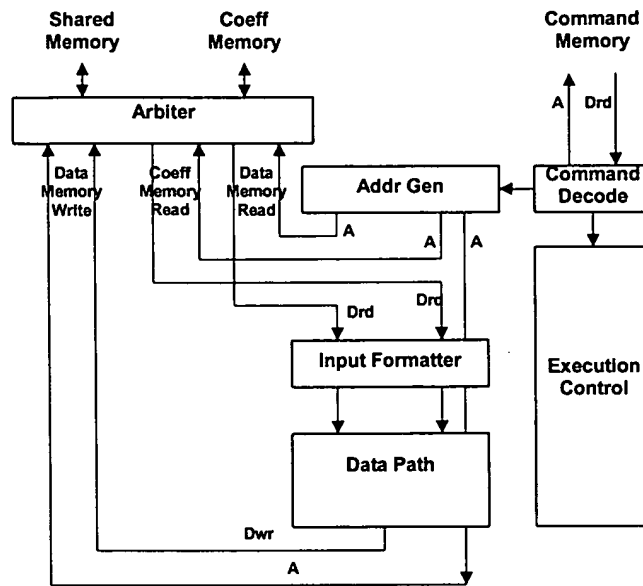 Shared Memory
Coeff Memory
Command Memory
A
Drd
Arbiter
Data Memory Write
Coeff Memory Read
Data Memory Read
Addr Gen
Command Decode
A
A
A
Drd
Drd
Input Formatter
Execution Control
Data Path
Dwr
A